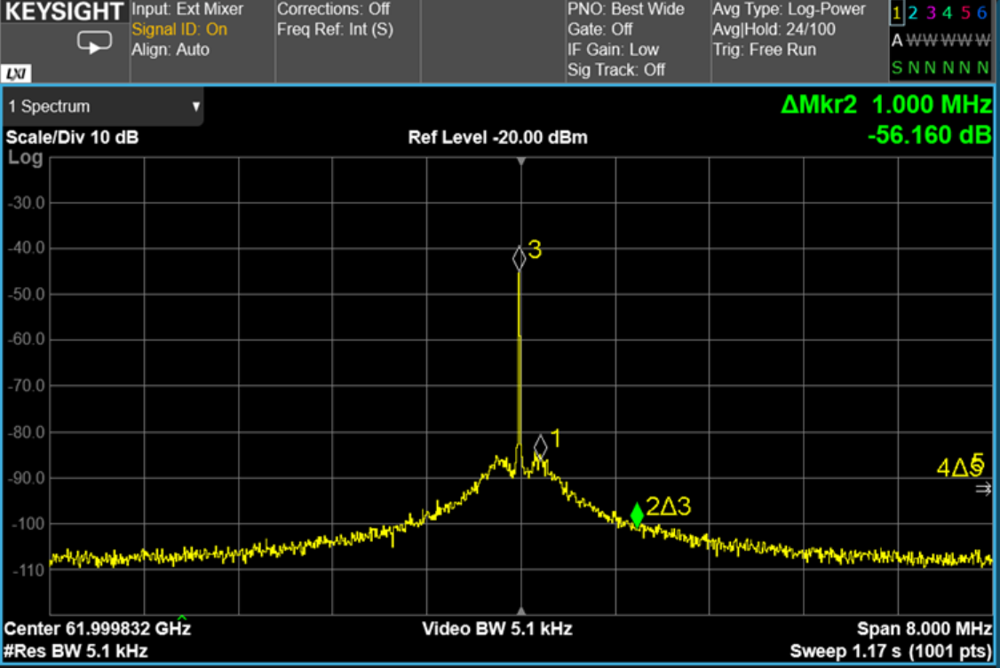 KEYSIGHT
LXI
Input: Ext Mixer
Signal ID: On
Align: Auto
Corrections: Off
Freq Ref: Int (S)
PNO: Best Wide
Gate: Off
IF Gain: Low
Sig Track: Off
Avg Type: Log-Power
Avg|Hold: 24/100
Trig: Free Run
1 2 3 4 5 6
A W W W W W
S N N N N N
1 Spectrum
ΔMkr2 1.000 MHz
-56.160 dB
Scale/Div 10 dB
Ref Level -20.00 dBm
Log
-30.0
-40.0
-50.0
-60.0
-70.0
-80.0
-90.0
-100
-110
3
1
2Δ3
4Δ5
5
Center 61.999832 GHz
Video BW 5.1 kHz
Span 8.000 MHz
#Res BW 5.1 kHz
Sweep 1.17 s (1001 pts)